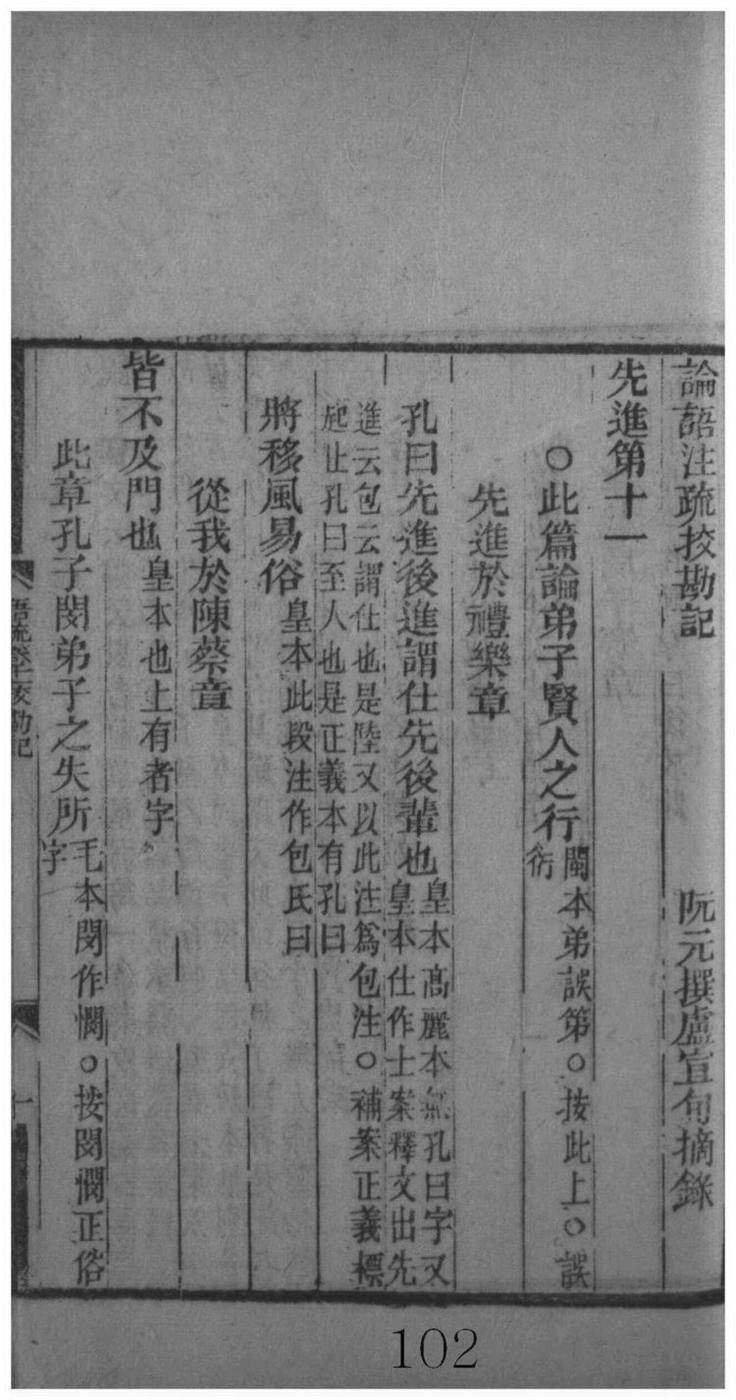 論語注疏挍勘記 阮元撰盧宣旬摘錄
先進第十一
○此篇論弟子賢人之行閩本弟誤第○按此上○誤
衍
先進於禮樂章
孔曰先進後進謂仕先後輩也皇本高麗本無孔曰字又
皇本仕作士案釋文出先
進云包云謂仕也是陸又以此注爲包注○補案正義標
起止孔曰至人也是正義本有孔曰
將移風易俗皇本此段注作包氏曰
從我於陳蔡章
皆不及門也皇本也上有者字
此章孔子閔弟子之失所毛本閔作憫○按閔憫正俗
字
102